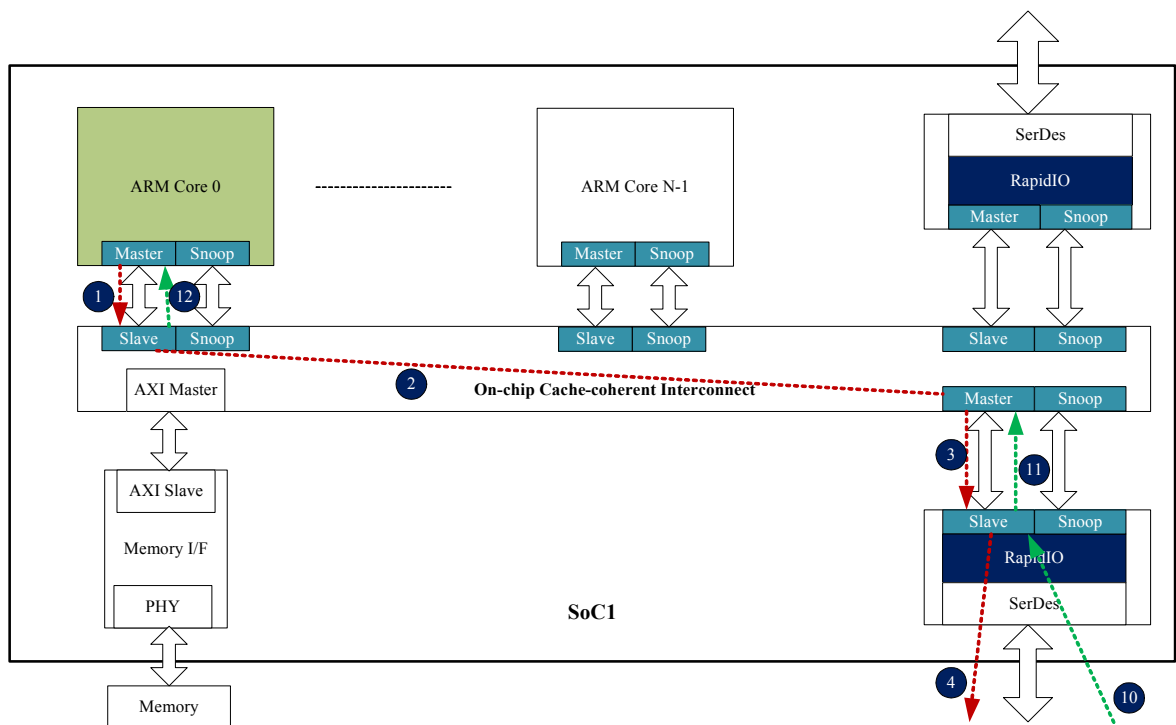 SerDes
ARM Core 0
ARM Core N-1
RapidIO
Master Snoop
Master Snoop
Master Snoop
1
12
Slave Snoop
Slave Snoop
Slave Snoop
2
AXI Master
On-chip Cache-coherent Interconnect
Master Snoop
3
11
AXI Slave
Slave Snoop
Memory I/F
RapidIO
PHY
SoC1
SerDes
4
10
Memory